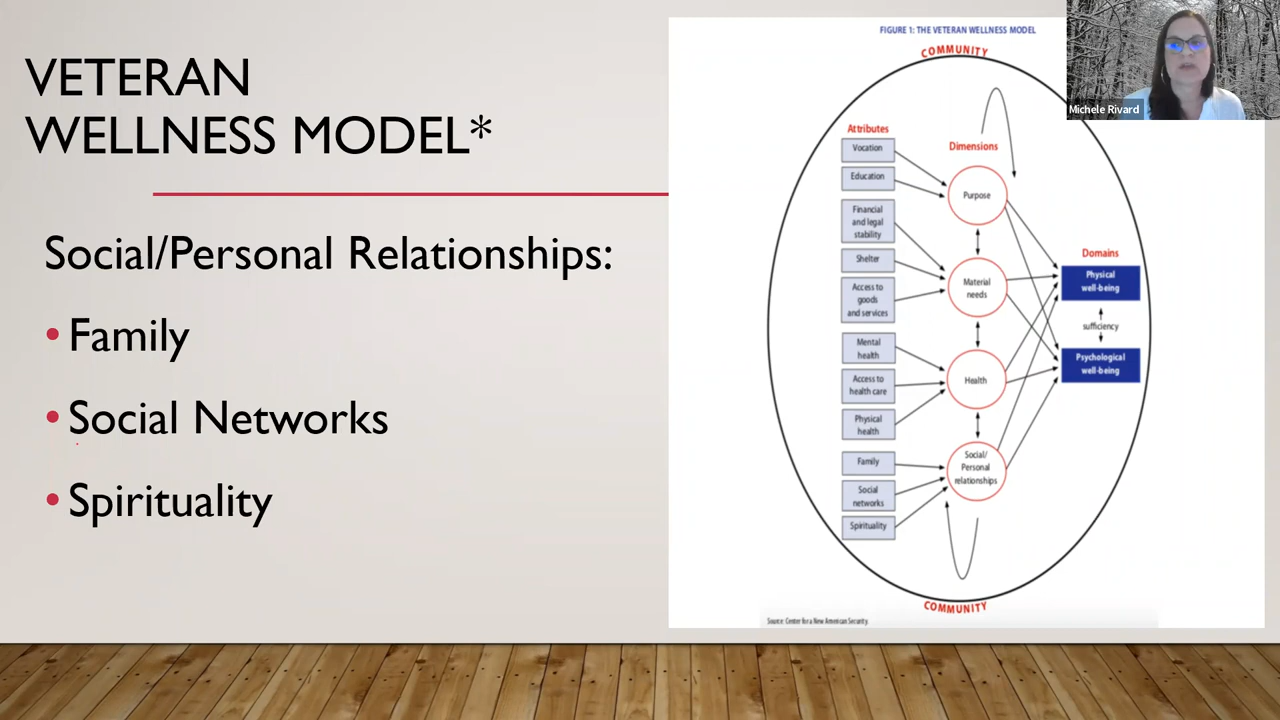 VETERAN
WELLNESS MODEL*
Social/Personal Relationships:
• Family
• Social Networks
• Spirituality
FIGURE 1: THE VETERAN WELLNESS MODEL
COMMUNITY
Attributes
Vocation
Education
Financial
and legal
stability
Shelter
Access to
goods
and services
Mental
health
Access to
health care
Physical
health
Family
Social
networks
Spirituality
Dimensions
Purpose
Material
needs
Health
Social/
Personal
relationships
Domains
Physical
well-being
sufficiency
Psychological
well-being
COMMUNITY
Source: Center for a New American Security
Michele Rivard